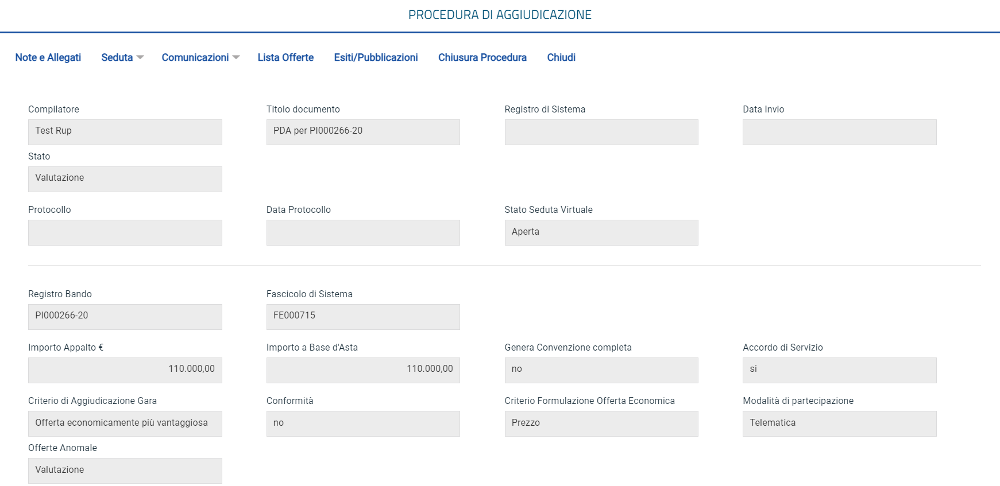 PROCEDURA DI AGGIUDICAZIONE
Note e Allegati Seduta Comunicazioni Lista Offerte Esiti/Pubblicazioni Chiusura Procedura Chiudi
Compilatore Titolo documento Registro di Sistema Data Invio
Test Rup PDA per PI000266-20
Stato
Valutazione
Protocollo Data Protocollo Stato Seduta Virtuale
Aperta
Registro Bando Fascicolo di Sistema
PI000266-20 FE000715
Importo Appalto € Importo a Base d'Asta Genera Convenzione completa Accordo di Servizio
110.000,00 110.000,00 no si
Criterio di Aggiudicazione Gara Conformità Criterio Formulazione Offerta Economica Modalità di partecipazione
Offerta economicamente più vantaggiosa no Prezzo Telematica
Offerte Anomale
Valutazione